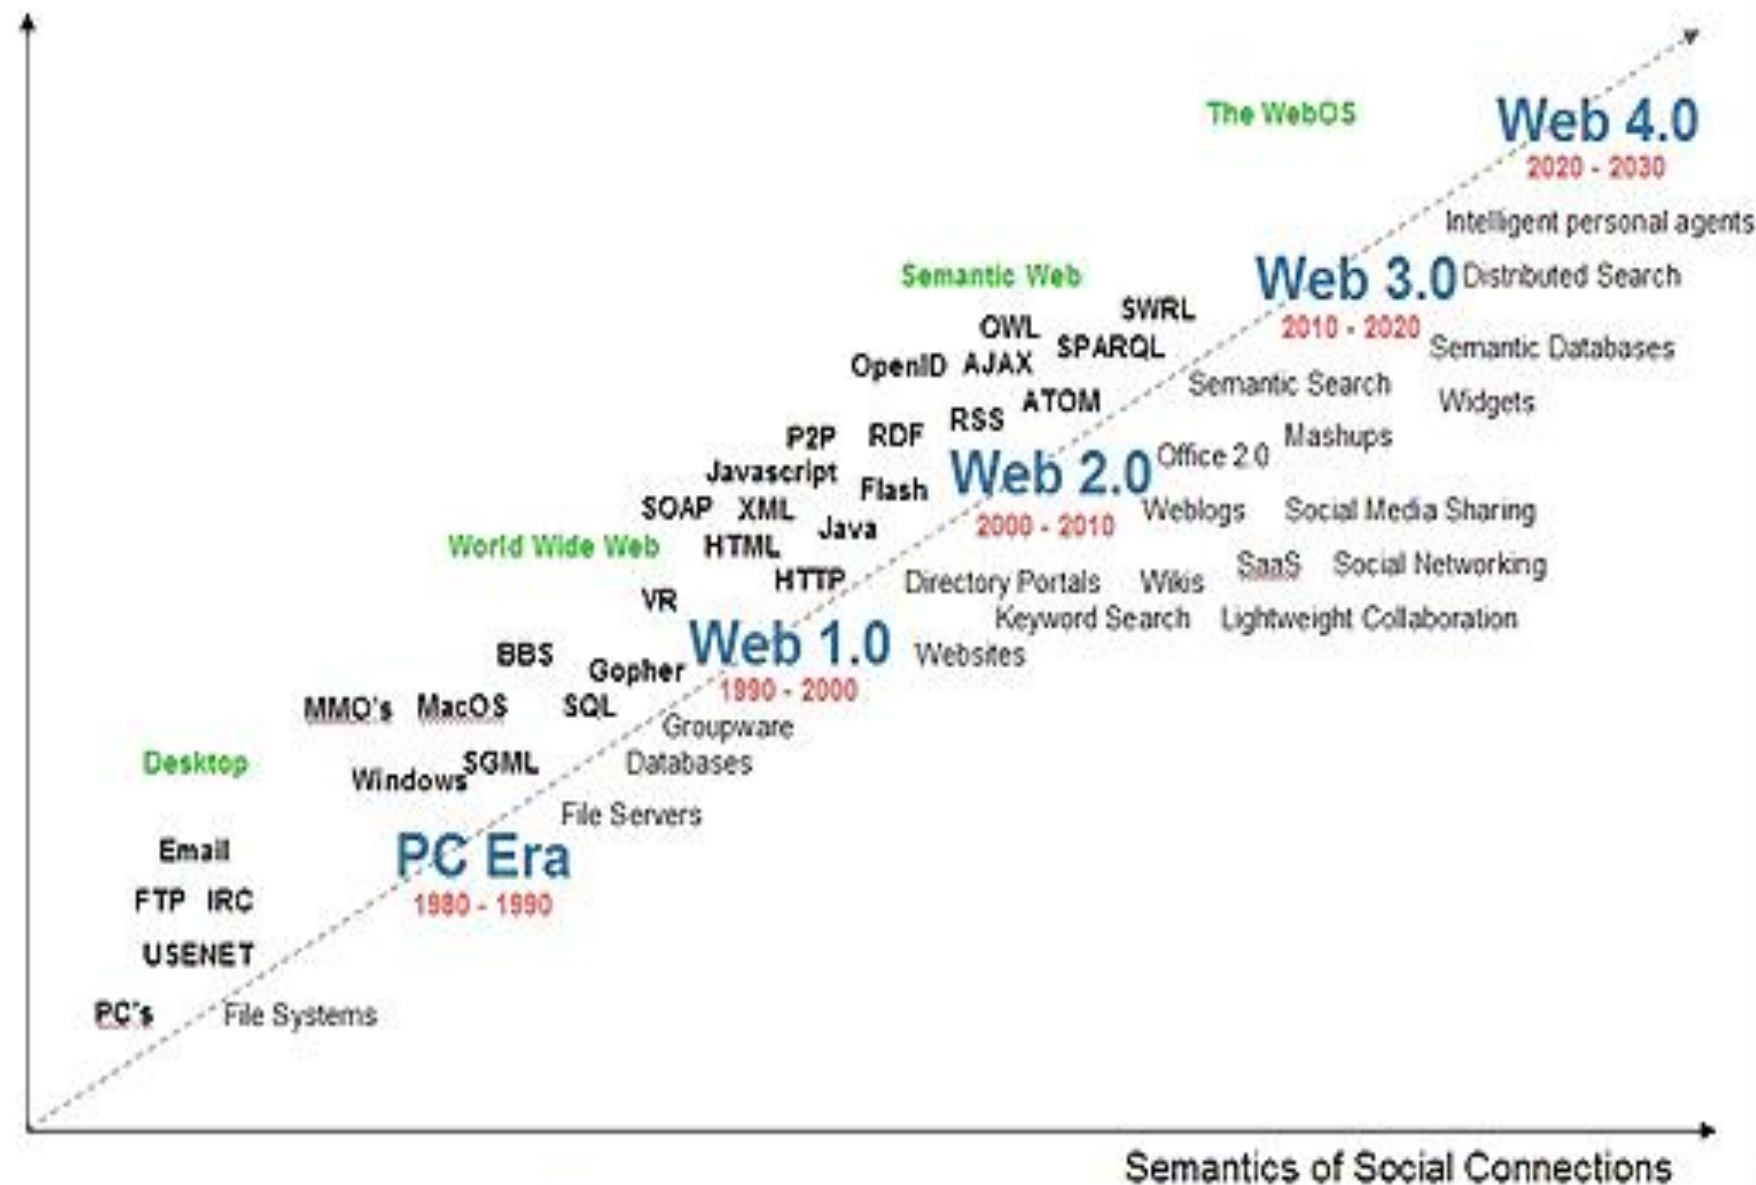 The WebOS
Web 4.0
2020 - 2030
Intelligent personal agents
Semantic Web
Web 3.0
Distributed Search
SWRL
2010 - 2020
OWL
SPARQL
Semantic Databases
OpenID AJAX
Semantic Search
ATOM
Widgets
RSS
P2P RDF
Mashups
Office 2.0
Javascript
Web 2.0
Flash
SOAP XML
Weblogs
Social Media Sharing
Java
2000 - 2010
World Wide Web
HTML
SaaS
Social Networking
HTTP
Directory Portals
Wikis
VR
Keyword Search
Lightweight Collaboration
Web 1.0
BBS
Websites
Gopher
1990 - 2000
MMO's MacOS
SQL
Groupware
Desktop
SGML
Databases
Windows
File Servers
Email
PC Era
FTP IRC
1980 - 1990
USENET
PC's
File Systems
Semantics of Social Connections